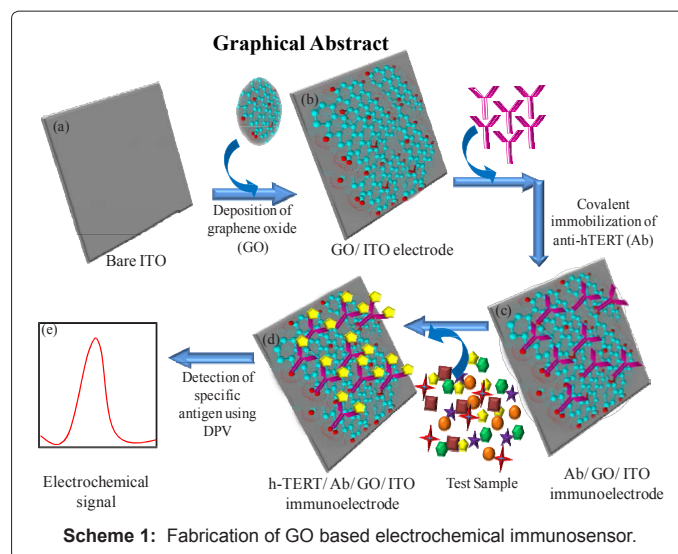 Graphical Abstract
(a)
Bare ITO
Deposition of
graphene oxide
(GO)
(b)
GO/ ITO electrode
Covalent
immobilization of
anti-hTERT (Ab)
(c)
Ab/ GO/ ITO
immunoelectrode
Test Sample
(d)
h-TERT/ Ab/ GO/ ITO
immunoelectrode
Detection of
specific
antigen using
DPV
(e)
Electrochemical
signal
Scheme 1: Fabrication of GO based electrochemical immunosensor.